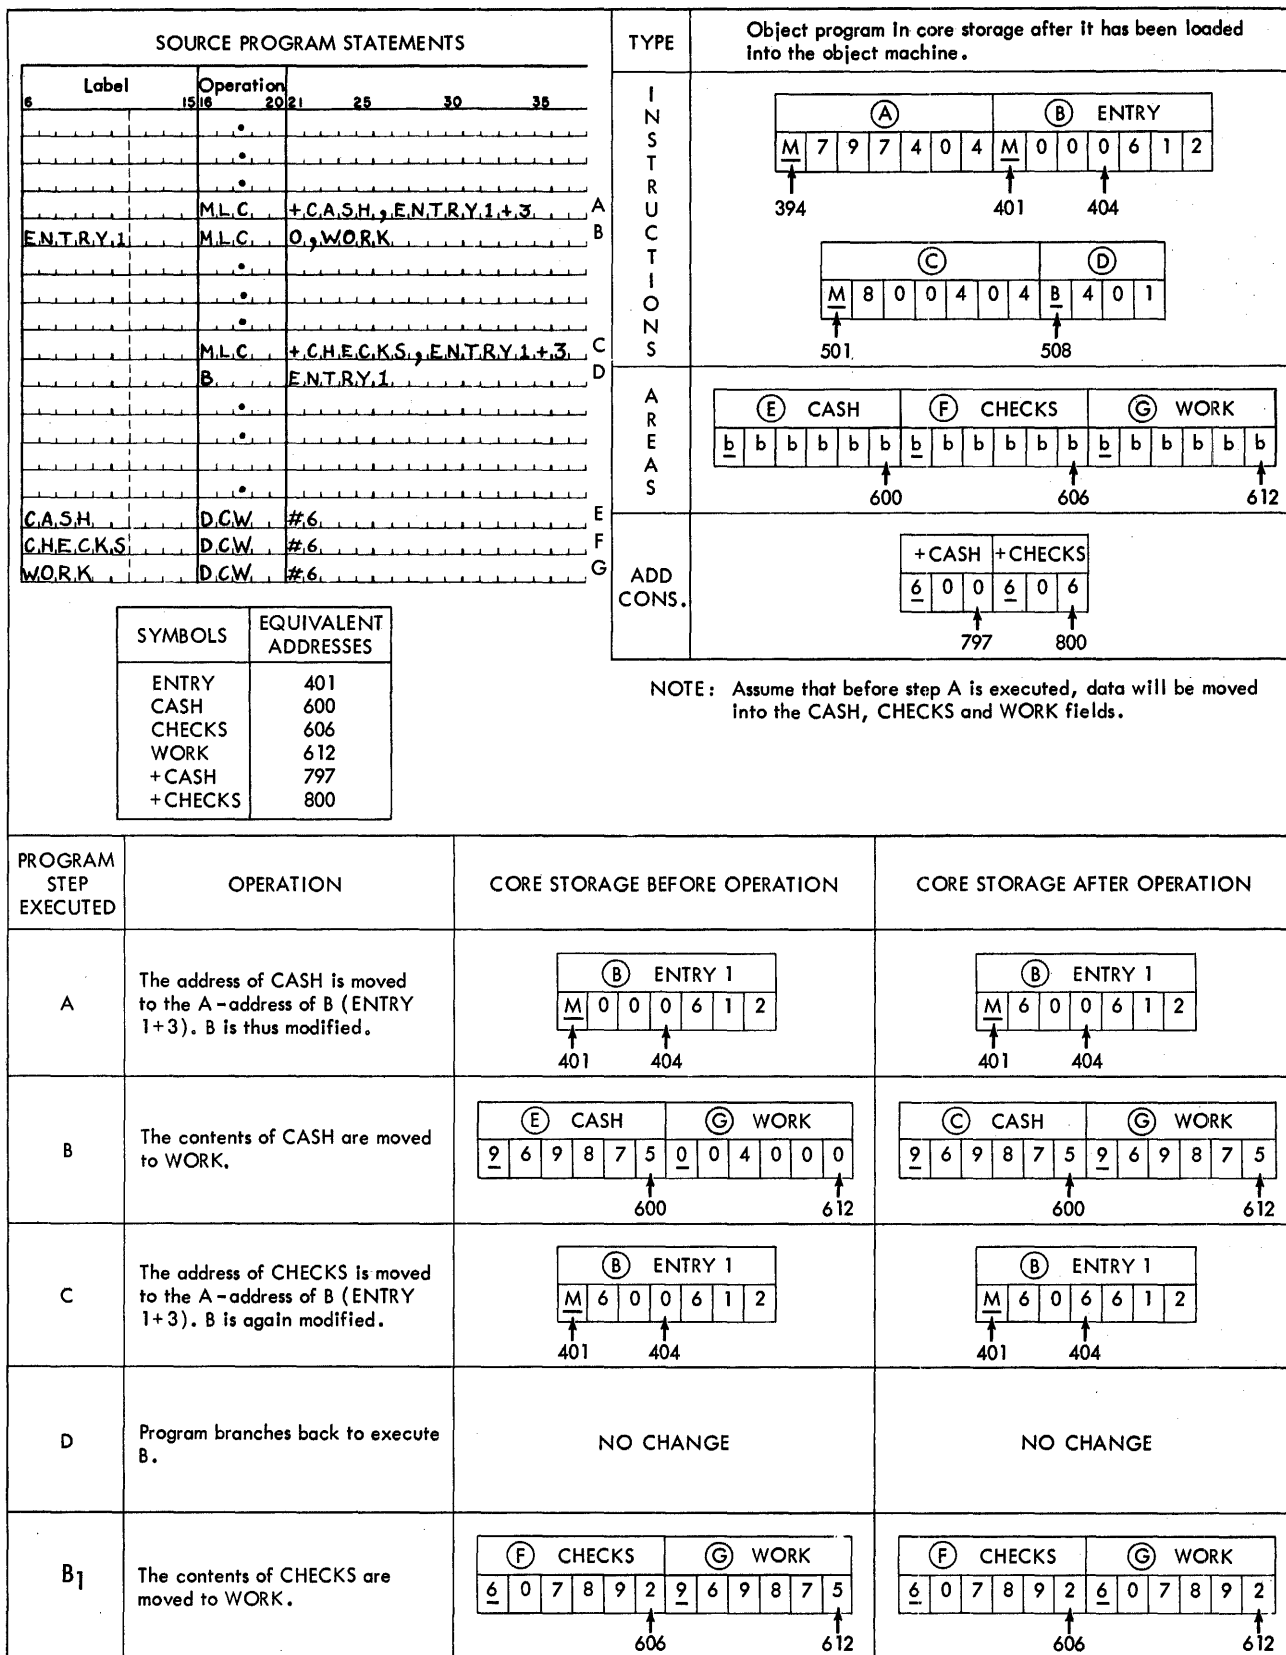 SOURCE PROGRAM STATEMENTS
Label Operation
6 15 16 20 21 25 30 35
MLC +CASH,ENTRY1+3 A
ENTRY1 MLC 0,WORK B
MLC +CHECKS,ENTRY1+3 C
B ENTRY1 D
CASH DCW #6 E
CHECKS DCW #6 F
WORK DCW #6 G
SYMBOLS EQUIVALENT ADDRESSES
ENTRY 401
CASH 600
CHECKS 606
WORK 612
+CASH 797
+CHECKS 800
TYPE
Object program in core storage after it has been loaded
into the object machine.
INSTRUCTIONS
A B ENTRY
M 7 9 7 4 0 4 M 0 0 0 6 1 2
394 401 404
C D
M 8 0 0 4 0 4 B 4 0 1
501 508
AREAS
E CASH F CHECKS G WORK
b b b b b b b b b b b b b b b b b b
600 606 612
ADD
CONS.
+CASH +CHECKS
6 0 0 6 0 6
797 800
NOTE: Assume that before step A is executed, data will be moved
into the CASH, CHECKS and WORK fields.
PROGRAM
STEP
EXECUTED
OPERATION
CORE STORAGE BEFORE OPERATION
CORE STORAGE AFTER OPERATION
A
The address of CASH is moved
to the A-address of B (ENTRY
1+3). B is thus modified.
B ENTRY 1
M 0 0 0 6 1 2
401 404
B ENTRY 1
M 6 0 0 6 1 2
401 404
B
The contents of CASH are moved
to WORK.
E CASH G WORK
9 6 9 8 7 5 0 0 4 0 0 0
600 612
C CASH G WORK
9 6 9 8 7 5 9 6 9 8 7 5
600 612
C
The address of CHECKS is moved
to the A-address of B (ENTRY
1+3). B is again modified.
B ENTRY 1
M 6 0 0 6 1 2
401 404
B ENTRY 1
M 6 0 6 6 1 2
401 404
D
Program branches back to execute
B.
NO CHANGE
NO CHANGE
B1
The contents of CHECKS are
moved to WORK.
F CHECKS G WORK
6 0 7 8 9 2 9 6 9 8 7 5
606 612
F CHECKS G WORK
6 0 7 8 9 2 6 0 7 8 9 2
606 612